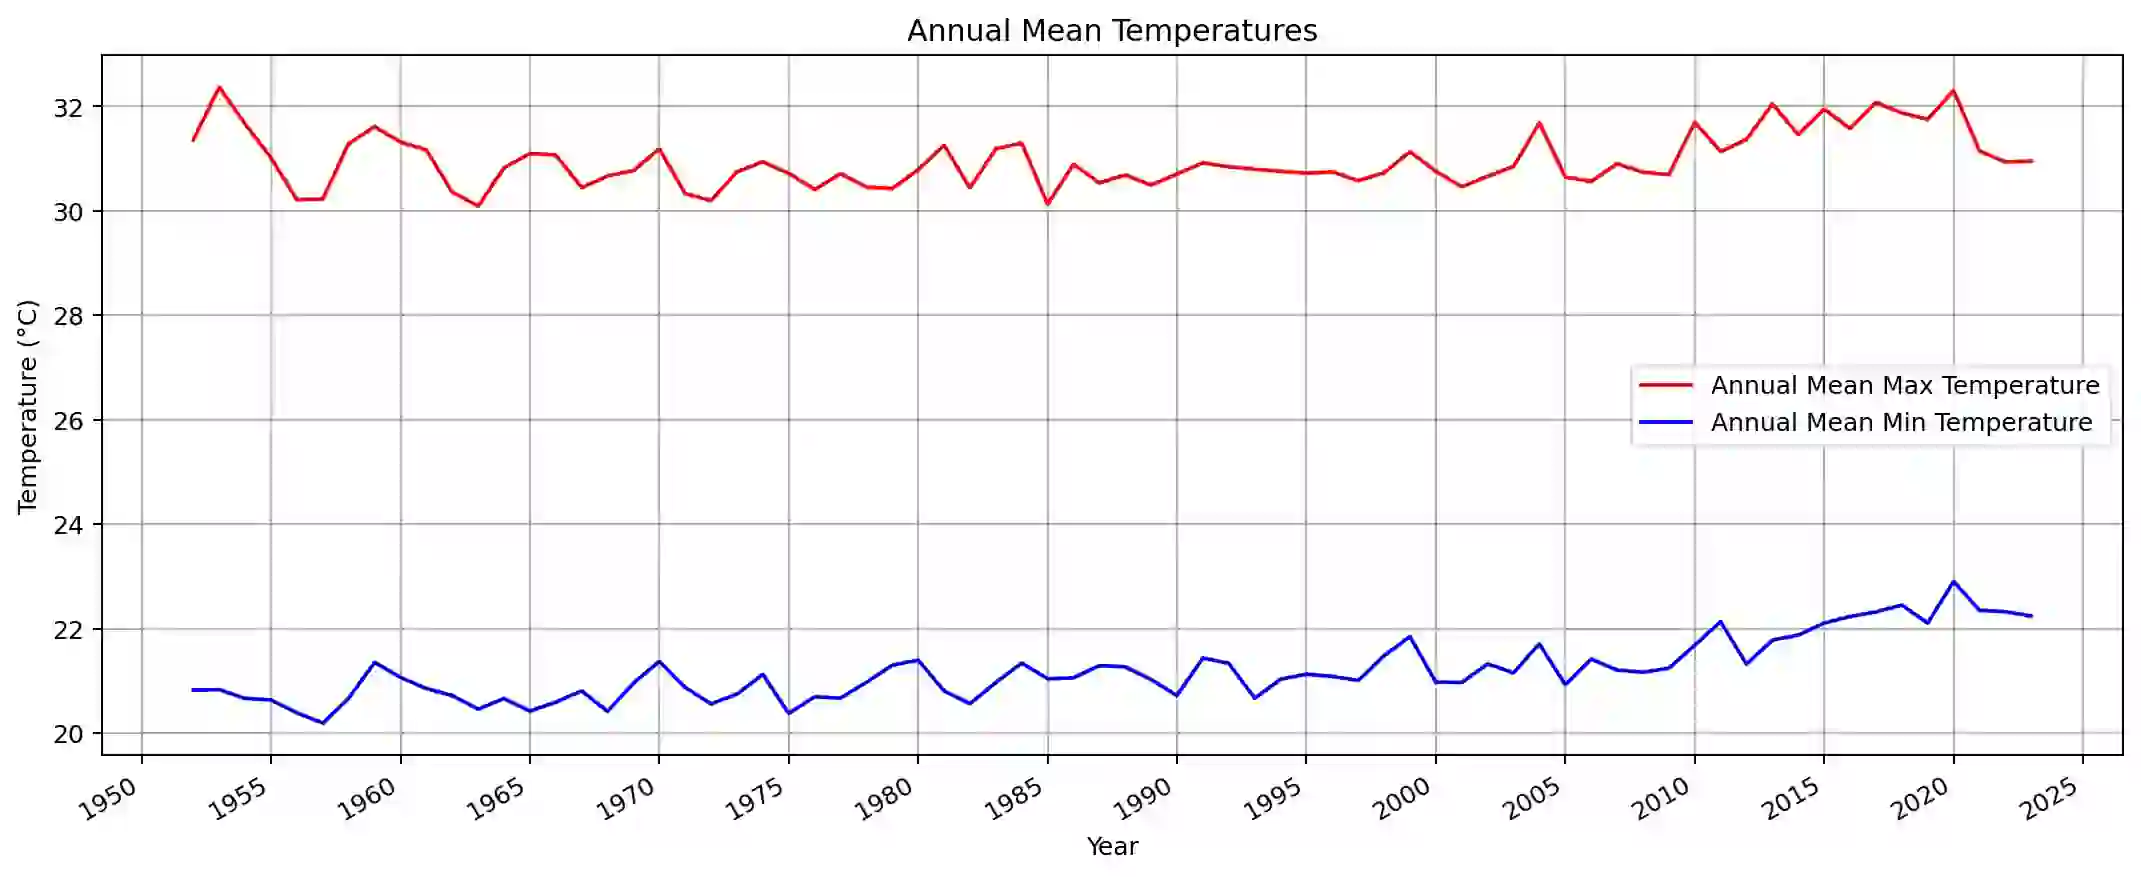 Annual Mean Temperatures
Temperature (°C)
32
30
28
26
24
22
20
Annual Mean Max Temperature
Annual Mean Min Temperature
1950 1955 1960 1965 1970 1975 1980 1985 1990 1995 2000 2005 2010 2015 2020 2025
Year